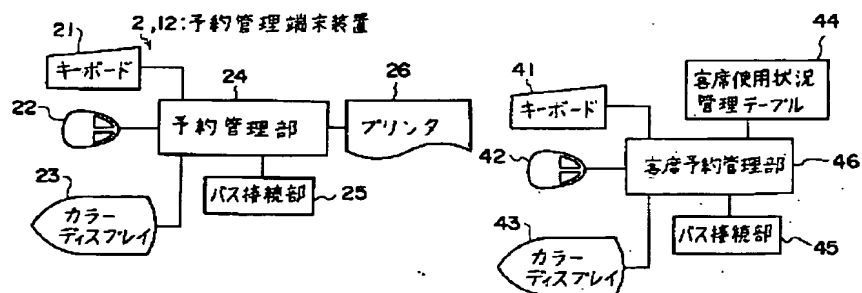 2,12:予約管理端末装置
21
キーボード
22
24
予約管理部
26
プリンタ
23
カラー
ディスプレイ
バス接続部
25
44
客席使用状況
管理テーブル
41
キーボード
42
客席予約管理部
46
43
カラー
ディスプレイ
バス接続部
45